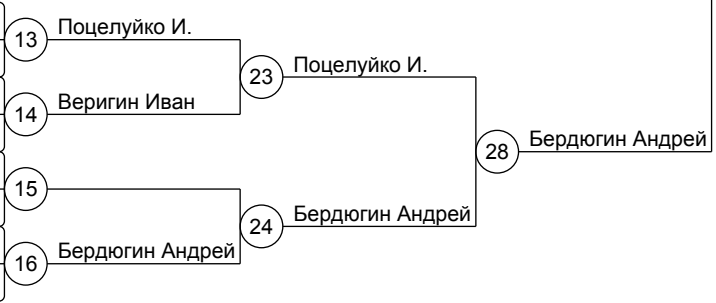 13 Поцелуйко И.
23 Поцелуйко И.
14 Веригин Иван
28 Бердюгин Андрей
15
24 Бердюгин Андрей
16 Бердюгин Андрей